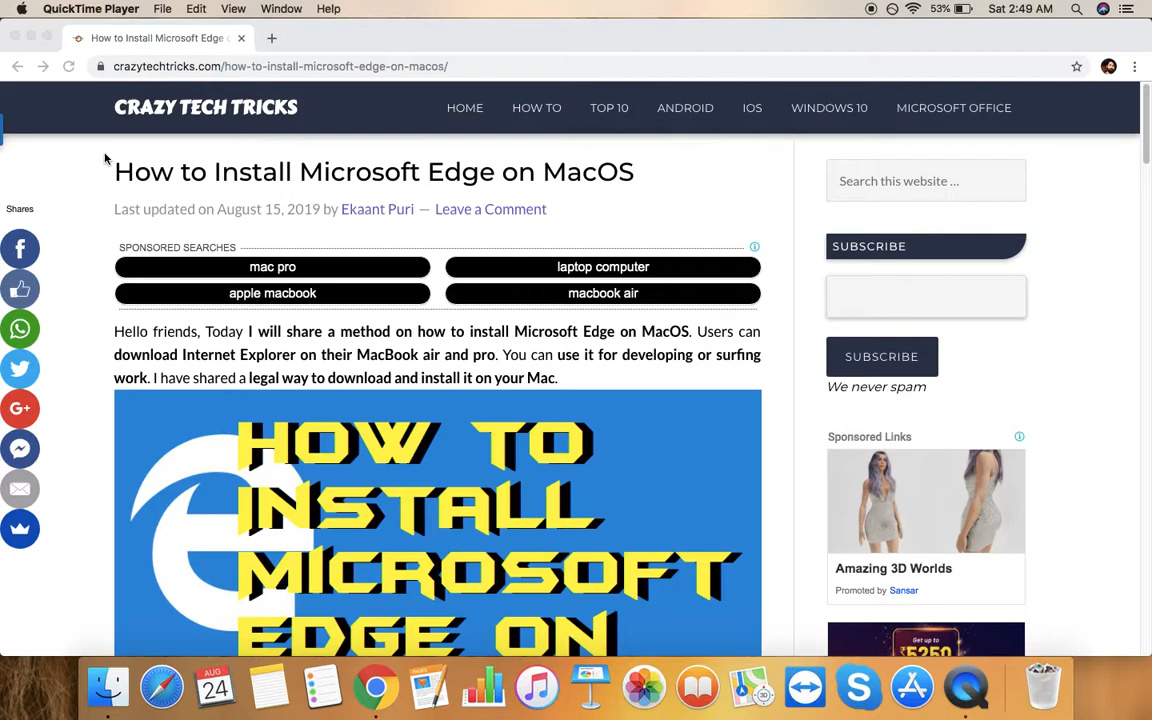 QuickTime Player File Edit View Window Help 53% Sat 2:49 AM
How to Install Microsoft Edge
crazytechtricks.com/how-to-install-microsoft-edge-on-macos/
CRAZY TECH TRICKS HOME HOW TO TOP 10 ANDROID IOS WINDOWS 10 MICROSOFT OFFICE
How to Install Microsoft Edge on MacOS
Last updated on August 15, 2019 by Ekaant Puri — Leave a Comment
Shares
SPONSORED SEARCHES
mac pro laptop computer
apple macbook macbook air
Hello friends, Today I will share a method on how to install Microsoft Edge on MacOS. Users can
download Internet Explorer on their MacBook air and pro. You can use it for developing or surfing
work. I have shared a legal way to download and install it on your Mac.
HOW TO
INSTALL
MICROSOFT
EDGE ON
Search this website ...
SUBSCRIBE
SUBSCRIBE
We never spam
Sponsored Links
Amazing 3D Worlds
Promoted by Sansar
Get up to
₹5250
AUG
24